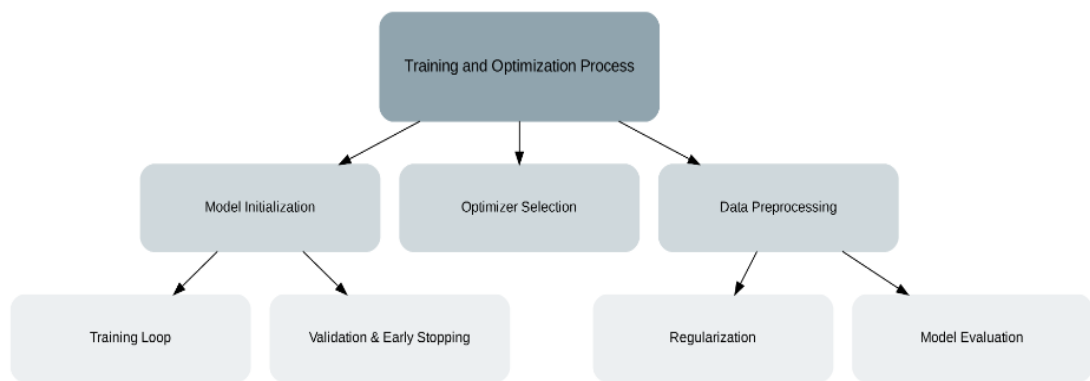 Training and Optimization Process
Model Initialization
Optimizer Selection
Data Preprocessing
Training Loop
Validation & Early Stopping
Regularization
Model Evaluation